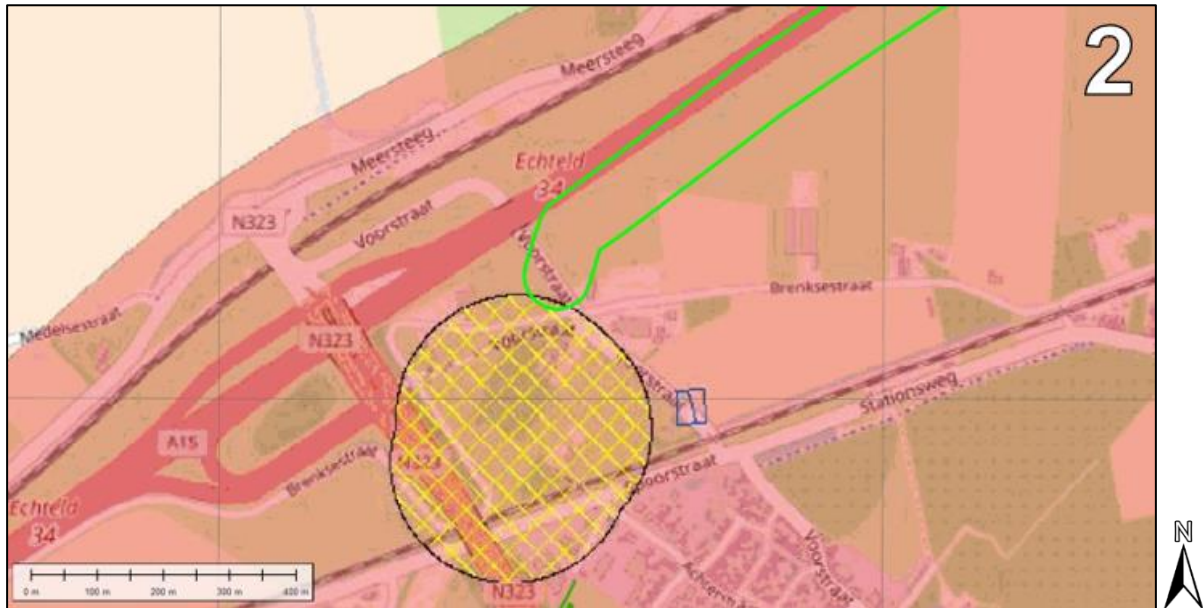 2
Meersteeg
Meersteeg
Echteld
34
N323
Voorstraat
Voorstraat
Brenksestraat
Medelsestraat
N323
Stationsweg
A15
Brenksestraat
N323
Voorstraat
Echteld
34
Voorstraat
N323
0 m 100 m 200 m 300 m 400 m
N